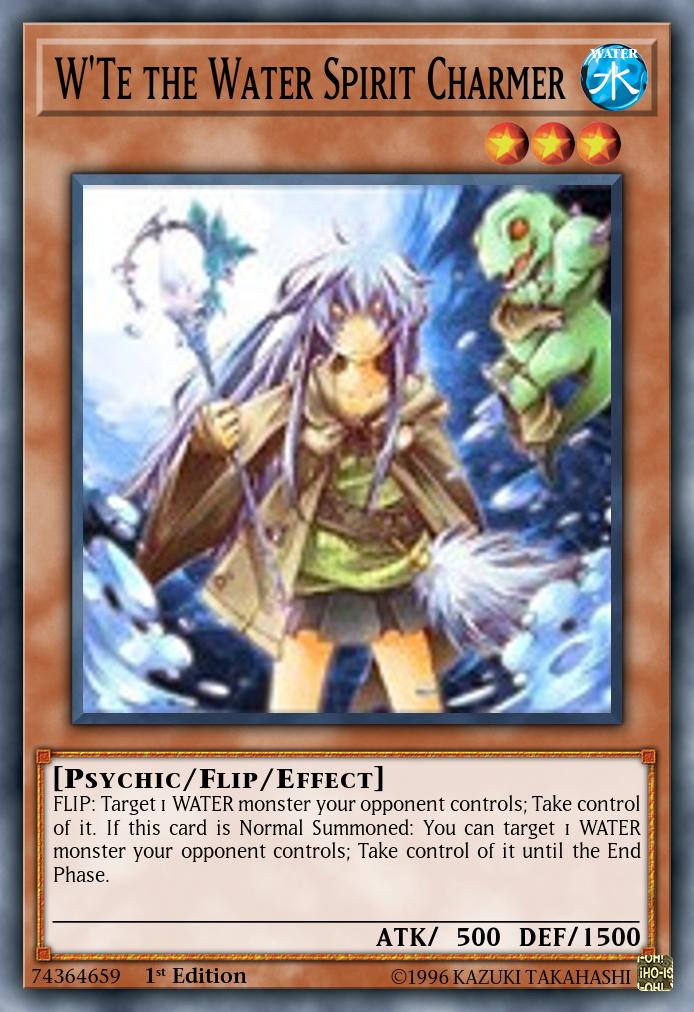 W'Te the Water Spirit Charmer
WATER
水
[Psychic/Flip/Effect]
FLIP: Target 1 WATER monster your opponent controls; Take control
of it. If this card is Normal Summoned: You can target 1 WATER
monster your opponent controls; Take control of it until the End
Phase.
ATK/ 500 DEF/1500
74364659 1st Edition ©1996 KAZUKI TAKAHASHI